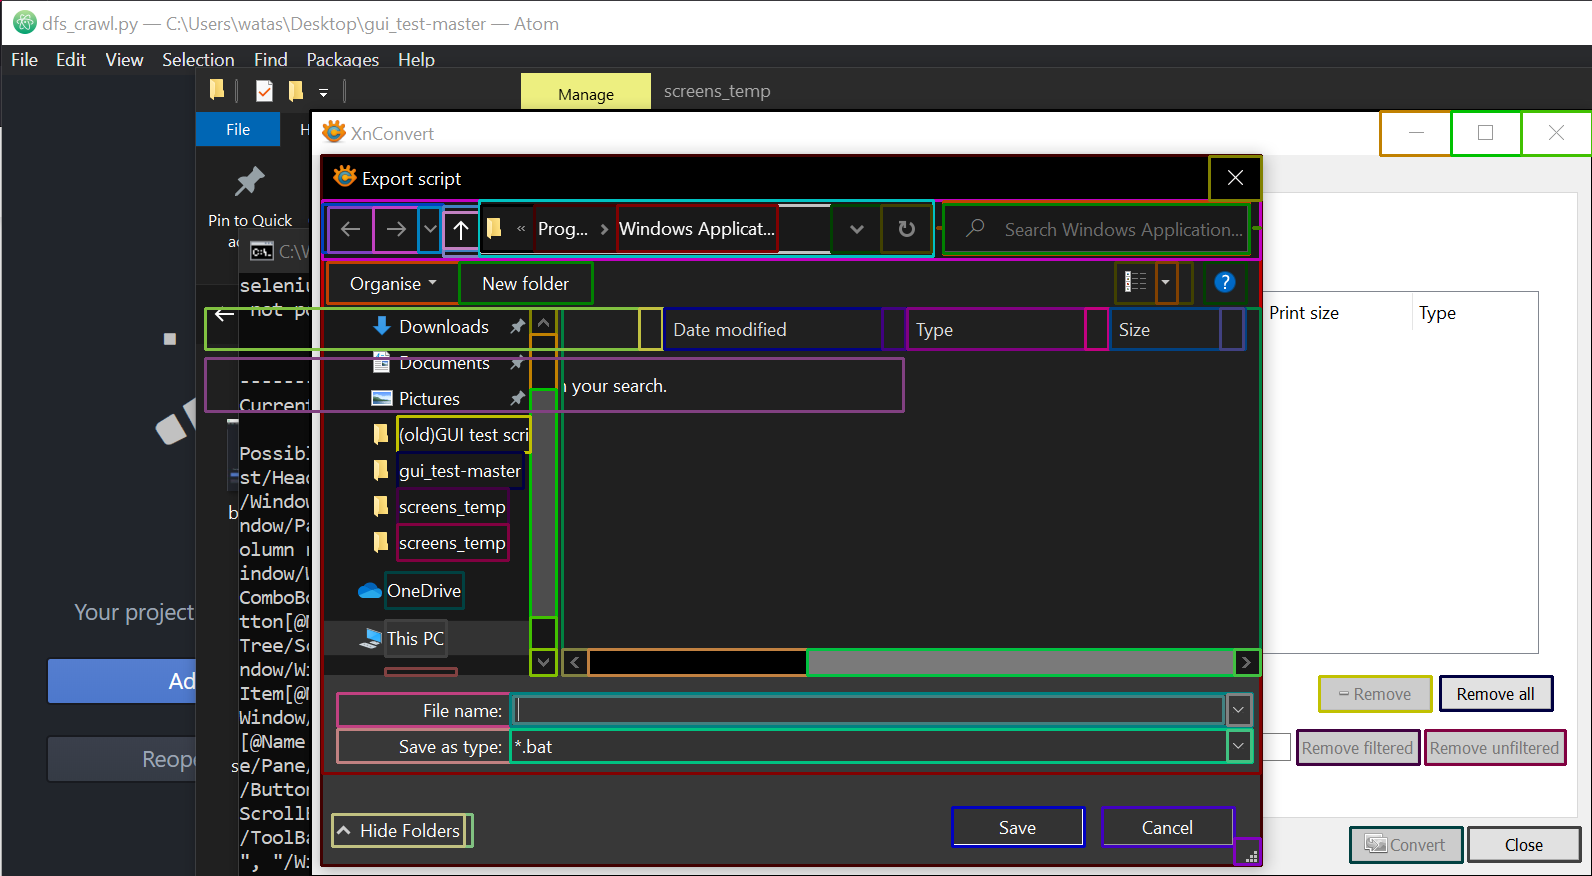 dfs_crawl.py — C:\Users\watas\Desktop\gui_test-master — Atom
File Edit View Selection Find Packages Help
Manage screens_temp
File H
XnConvert
Pin to Quick
Export script
« Prog... > Windows Applicat...
Search Windows Application...
C:\
Organise
New folder
?
seleni
not p
Downloads
Date modified
Type
Size
Print size
Type
Documents
n your search.
Pictures
Curren
(old)GUI test scri
gui_test-master
screens_temp
screens_temp
OneDrive
This PC
Possib
st/Hea
/Windo
ndow/P
olumn
indow/
ComboB
tton[@
Tree/S
ndow/W
Item[@
Window
[@Name
se/Pane/
/Butto
Scroll
/ToolB
", "/W
Your project
Ad
Reop
File name:
Save as type: *.bat
Remove
Remove all
Remove filtered
Remove unfiltered
Hide Folders
Save
Cancel
Convert
Close